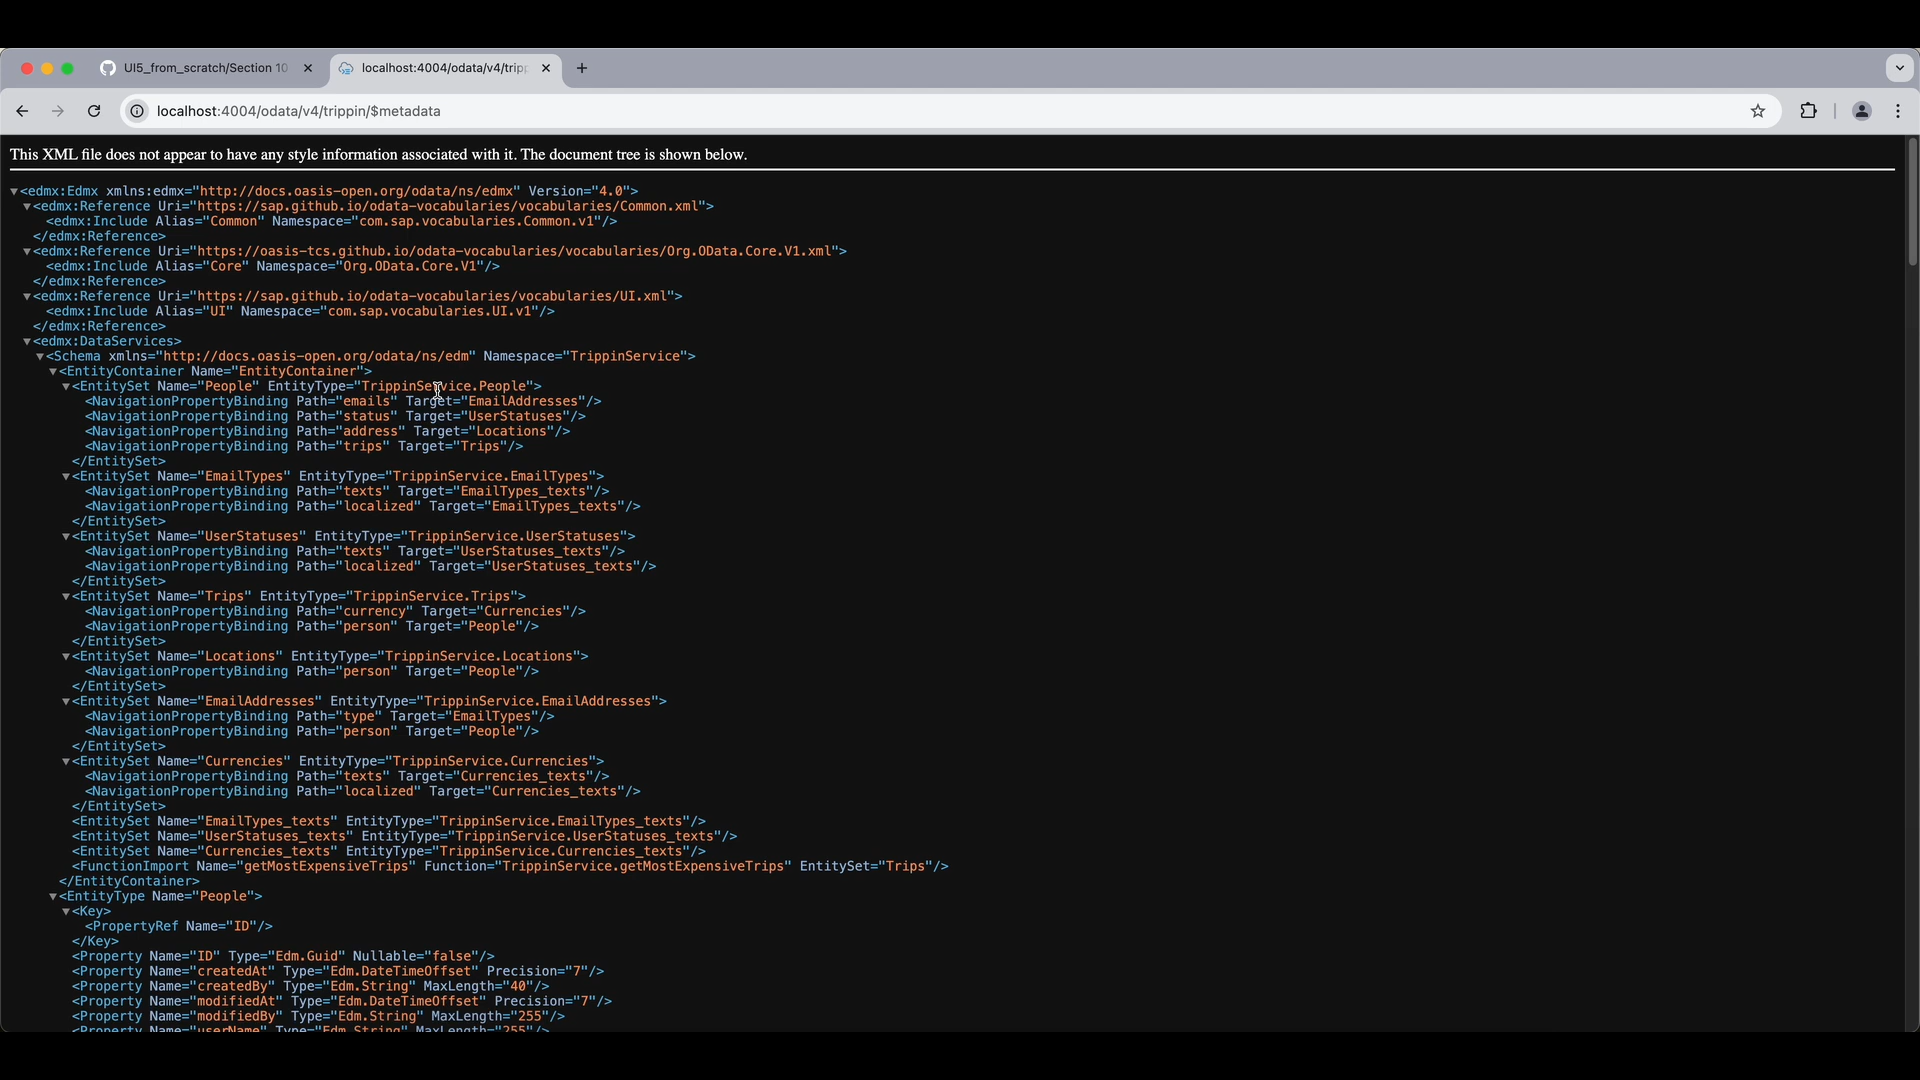 UI5_from_scratch/Section 10
localhost:4004/odata/v4/tripp
localhost:4004/odata/v4/trippin/$metadata
This XML file does not appear to have any style information associated with it. The document tree is shown below.
▼<edmx:Edmx xmlns:edmx="http://docs.oasis-open.org/odata/ns/edmx" Version="4.0">
▼<edmx:Reference Uri="https://sap.github.io/odata-vocabularies/vocabularies/Common.xml">
<edmx:Include Alias="Common" Namespace="com.sap.vocabularies.Common.v1"/>
</edmx:Reference>
▼<edmx:Reference Uri="https://oasis-tcs.github.io/odata-vocabularies/vocabularies/Org.OData.Core.V1.xml">
<edmx:Include Alias="Core" Namespace="Org.OData.Core.V1"/>
</edmx:Reference>
▼<edmx:Reference Uri="https://sap.github.io/odata-vocabularies/vocabularies/UI.xml">
<edmx:Include Alias="UI" Namespace="com.sap.vocabularies.UI.v1"/>
</edmx:Reference>
▼<edmx:DataServices>
▼<Schema xmlns="http://docs.oasis-open.org/odata/ns/edm" Namespace="TrippinService">
▼<EntityContainer Name="EntityContainer">
▼<EntitySet Name="People" EntityType="TrippinService.People">
<NavigationPropertyBinding Path="emails" Target="EmailAddresses"/>
<NavigationPropertyBinding Path="status" Target="UserStatuses"/>
<NavigationPropertyBinding Path="address" Target="Locations"/>
<NavigationPropertyBinding Path="trips" Target="Trips"/>
</EntitySet>
▼<EntitySet Name="EmailTypes" EntityType="TrippinService.EmailTypes">
<NavigationPropertyBinding Path="texts" Target="EmailTypes_texts"/>
<NavigationPropertyBinding Path="localized" Target="EmailTypes_texts"/>
</EntitySet>
▼<EntitySet Name="UserStatuses" EntityType="TrippinService.UserStatuses">
<NavigationPropertyBinding Path="texts" Target="UserStatuses_texts"/>
<NavigationPropertyBinding Path="localized" Target="UserStatuses_texts"/>
</EntitySet>
▼<EntitySet Name="Trips" EntityType="TrippinService.Trips">
<NavigationPropertyBinding Path="currency" Target="Currencies"/>
<NavigationPropertyBinding Path="person" Target="People"/>
</EntitySet>
▼<EntitySet Name="Locations" EntityType="TrippinService.Locations">
<NavigationPropertyBinding Path="person" Target="People"/>
</EntitySet>
▼<EntitySet Name="EmailAddresses" EntityType="TrippinService.EmailAddresses">
<NavigationPropertyBinding Path="type" Target="EmailTypes"/>
<NavigationPropertyBinding Path="person" Target="People"/>
</EntitySet>
▼<EntitySet Name="Currencies" EntityType="TrippinService.Currencies">
<NavigationPropertyBinding Path="texts" Target="Currencies_texts"/>
<NavigationPropertyBinding Path="localized" Target="Currencies_texts"/>
</EntitySet>
<EntitySet Name="EmailTypes_texts" EntityType="TrippinService.EmailTypes_texts"/>
<EntitySet Name="UserStatuses_texts" EntityType="TrippinService.UserStatuses_texts"/>
<EntitySet Name="Currencies_texts" EntityType="TrippinService.Currencies_texts"/>
<FunctionImport Name="getMostExpensiveTrips" Function="TrippinService.getMostExpensiveTrips" EntitySet="Trips"/>
</EntityContainer>
▼<EntityType Name="People">
▼<Key>
<PropertyRef Name="ID"/>
</Key>
<Property Name="ID" Type="Edm.Guid" Nullable="false"/>
<Property Name="createdAt" Type="Edm.DateTimeOffset" Precision="7"/>
<Property Name="createdBy" Type="Edm.String" MaxLength="40"/>
<Property Name="modifiedAt" Type="Edm.DateTimeOffset" Precision="7"/>
<Property Name="modifiedBy" Type="Edm.String" MaxLength="255"/>
<Property Name="userName" Type="Edm.String" MaxLength="255"/>